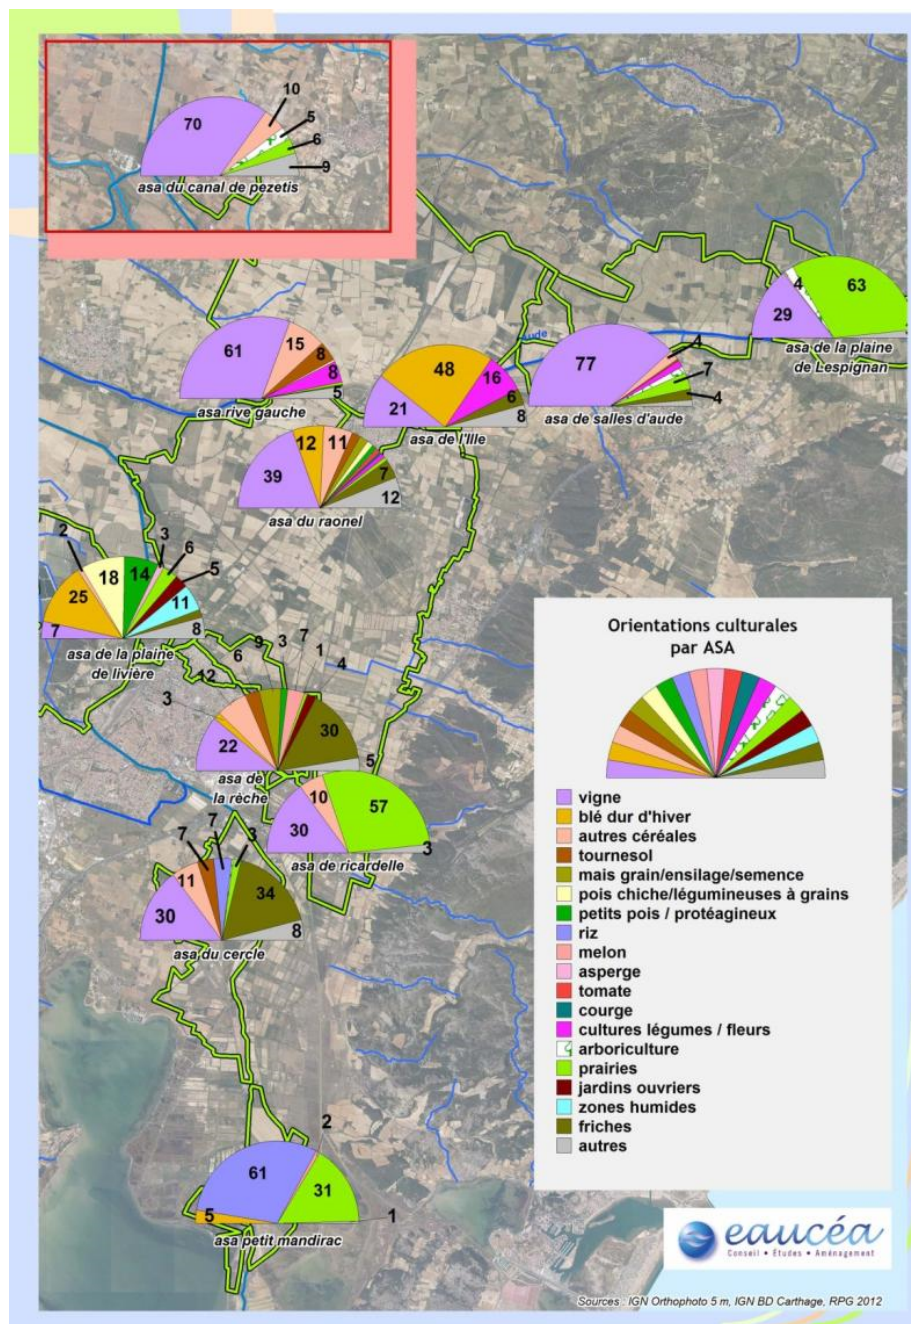 10
70
5
6
9
asa du canal de pezetis
63
4
29
asa de la plaine
de Lespignan
61
15
8
8
5
asa rive gauche
48
21
16
6
8
asa de l'Ille
aude
77
4
7
4
asa de salles d'aude
12
11
39
7
12
asa du raonel
2
3
6
5
18
14
25
11
7
8
asa de la plaine
de livière
3
12
6
9
3
7
1
4
22
30
5
asa de
la rèche
10
57
30
3
asa de ricardelle
7
7
3
11
34
30
8
asa du cercle
2
61
31
5
1
asa petit mandirac
Orientations culturales
par ASA
vigne
blé dur d'hiver
autres céréales
tournesol
mais grain/ensilage/semence
pois chiche/légumineuses à grains
petits pois / protéagineux
riz
melon
asperge
tomate
courge
cultures légumes / fleurs
arboriculture
prairies
jardins ouvriers
zones humides
friches
autres
eaucéa
Conseil • Études • Aménagement
Sources : IGN Orthophoto 5 m, IGN BD Carthage, RPG 2012